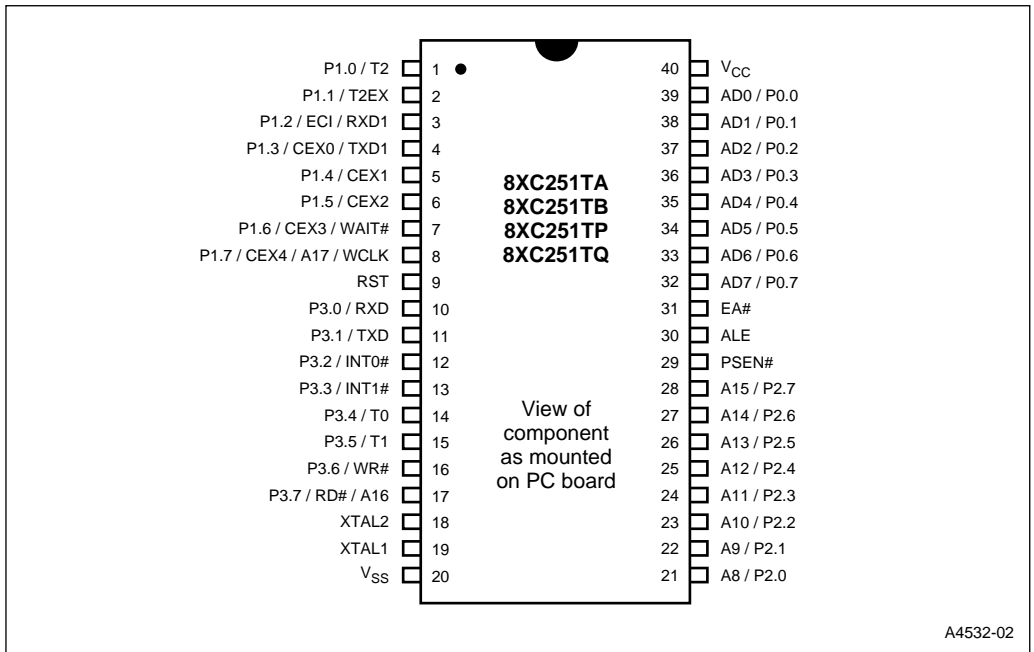 P1.0 / T2 1 40 VCC
P1.1 / T2EX 2 39 AD0 / P0.0
P1.2 / ECI / RXD1 3 38 AD1 / P0.1
P1.3 / CEX0 / TXD1 4 37 AD2 / P0.2
P1.4 / CEX1 5 36 AD3 / P0.3
P1.5 / CEX2 6 35 AD4 / P0.4
P1.6 / CEX3 / WAIT# 7 34 AD5 / P0.5
P1.7 / CEX4 / A17 / WCLK 8 33 AD6 / P0.6
RST 9 32 AD7 / P0.7
P3.0 / RXD 10 31 EA#
P3.1 / TXD 11 30 ALE
P3.2 / INT0# 12 29 PSEN#
P3.3 / INT1# 13 28 A15 / P2.7
P3.4 / T0 14 27 A14 / P2.6
P3.5 / T1 15 26 A13 / P2.5
P3.6 / WR# 16 25 A12 / P2.4
P3.7 / RD# / A16 17 24 A11 / P2.3
XTAL2 18 23 A10 / P2.2
XTAL1 19 22 A9 / P2.1
VSS 20 21 A8 / P2.0
8XC251TA
8XC251TB
8XC251TP
8XC251TQ
View of
component
as mounted
on PC board
A4532-02